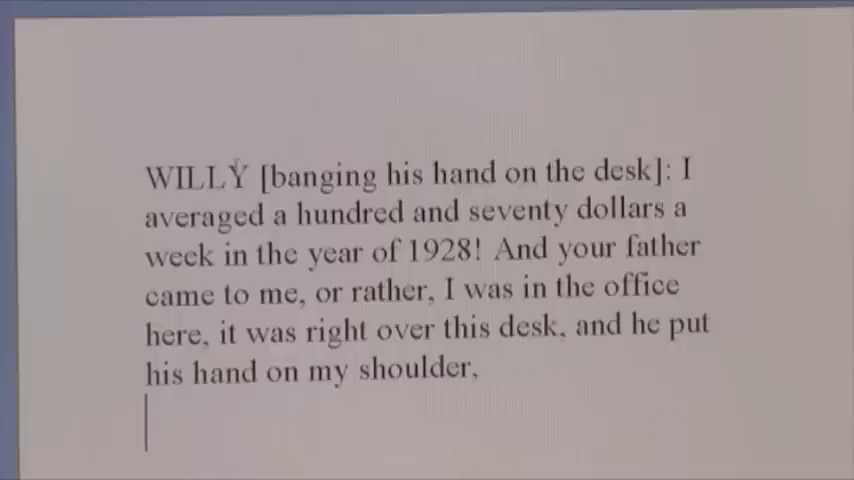 WILLY [banging his hand on the desk]: I
averaged a hundred and seventy dollars a
week in the year of 1928! And your father
came to me, or rather, I was in the office
here, it was right over this desk, and he put
his hand on my shoulder,